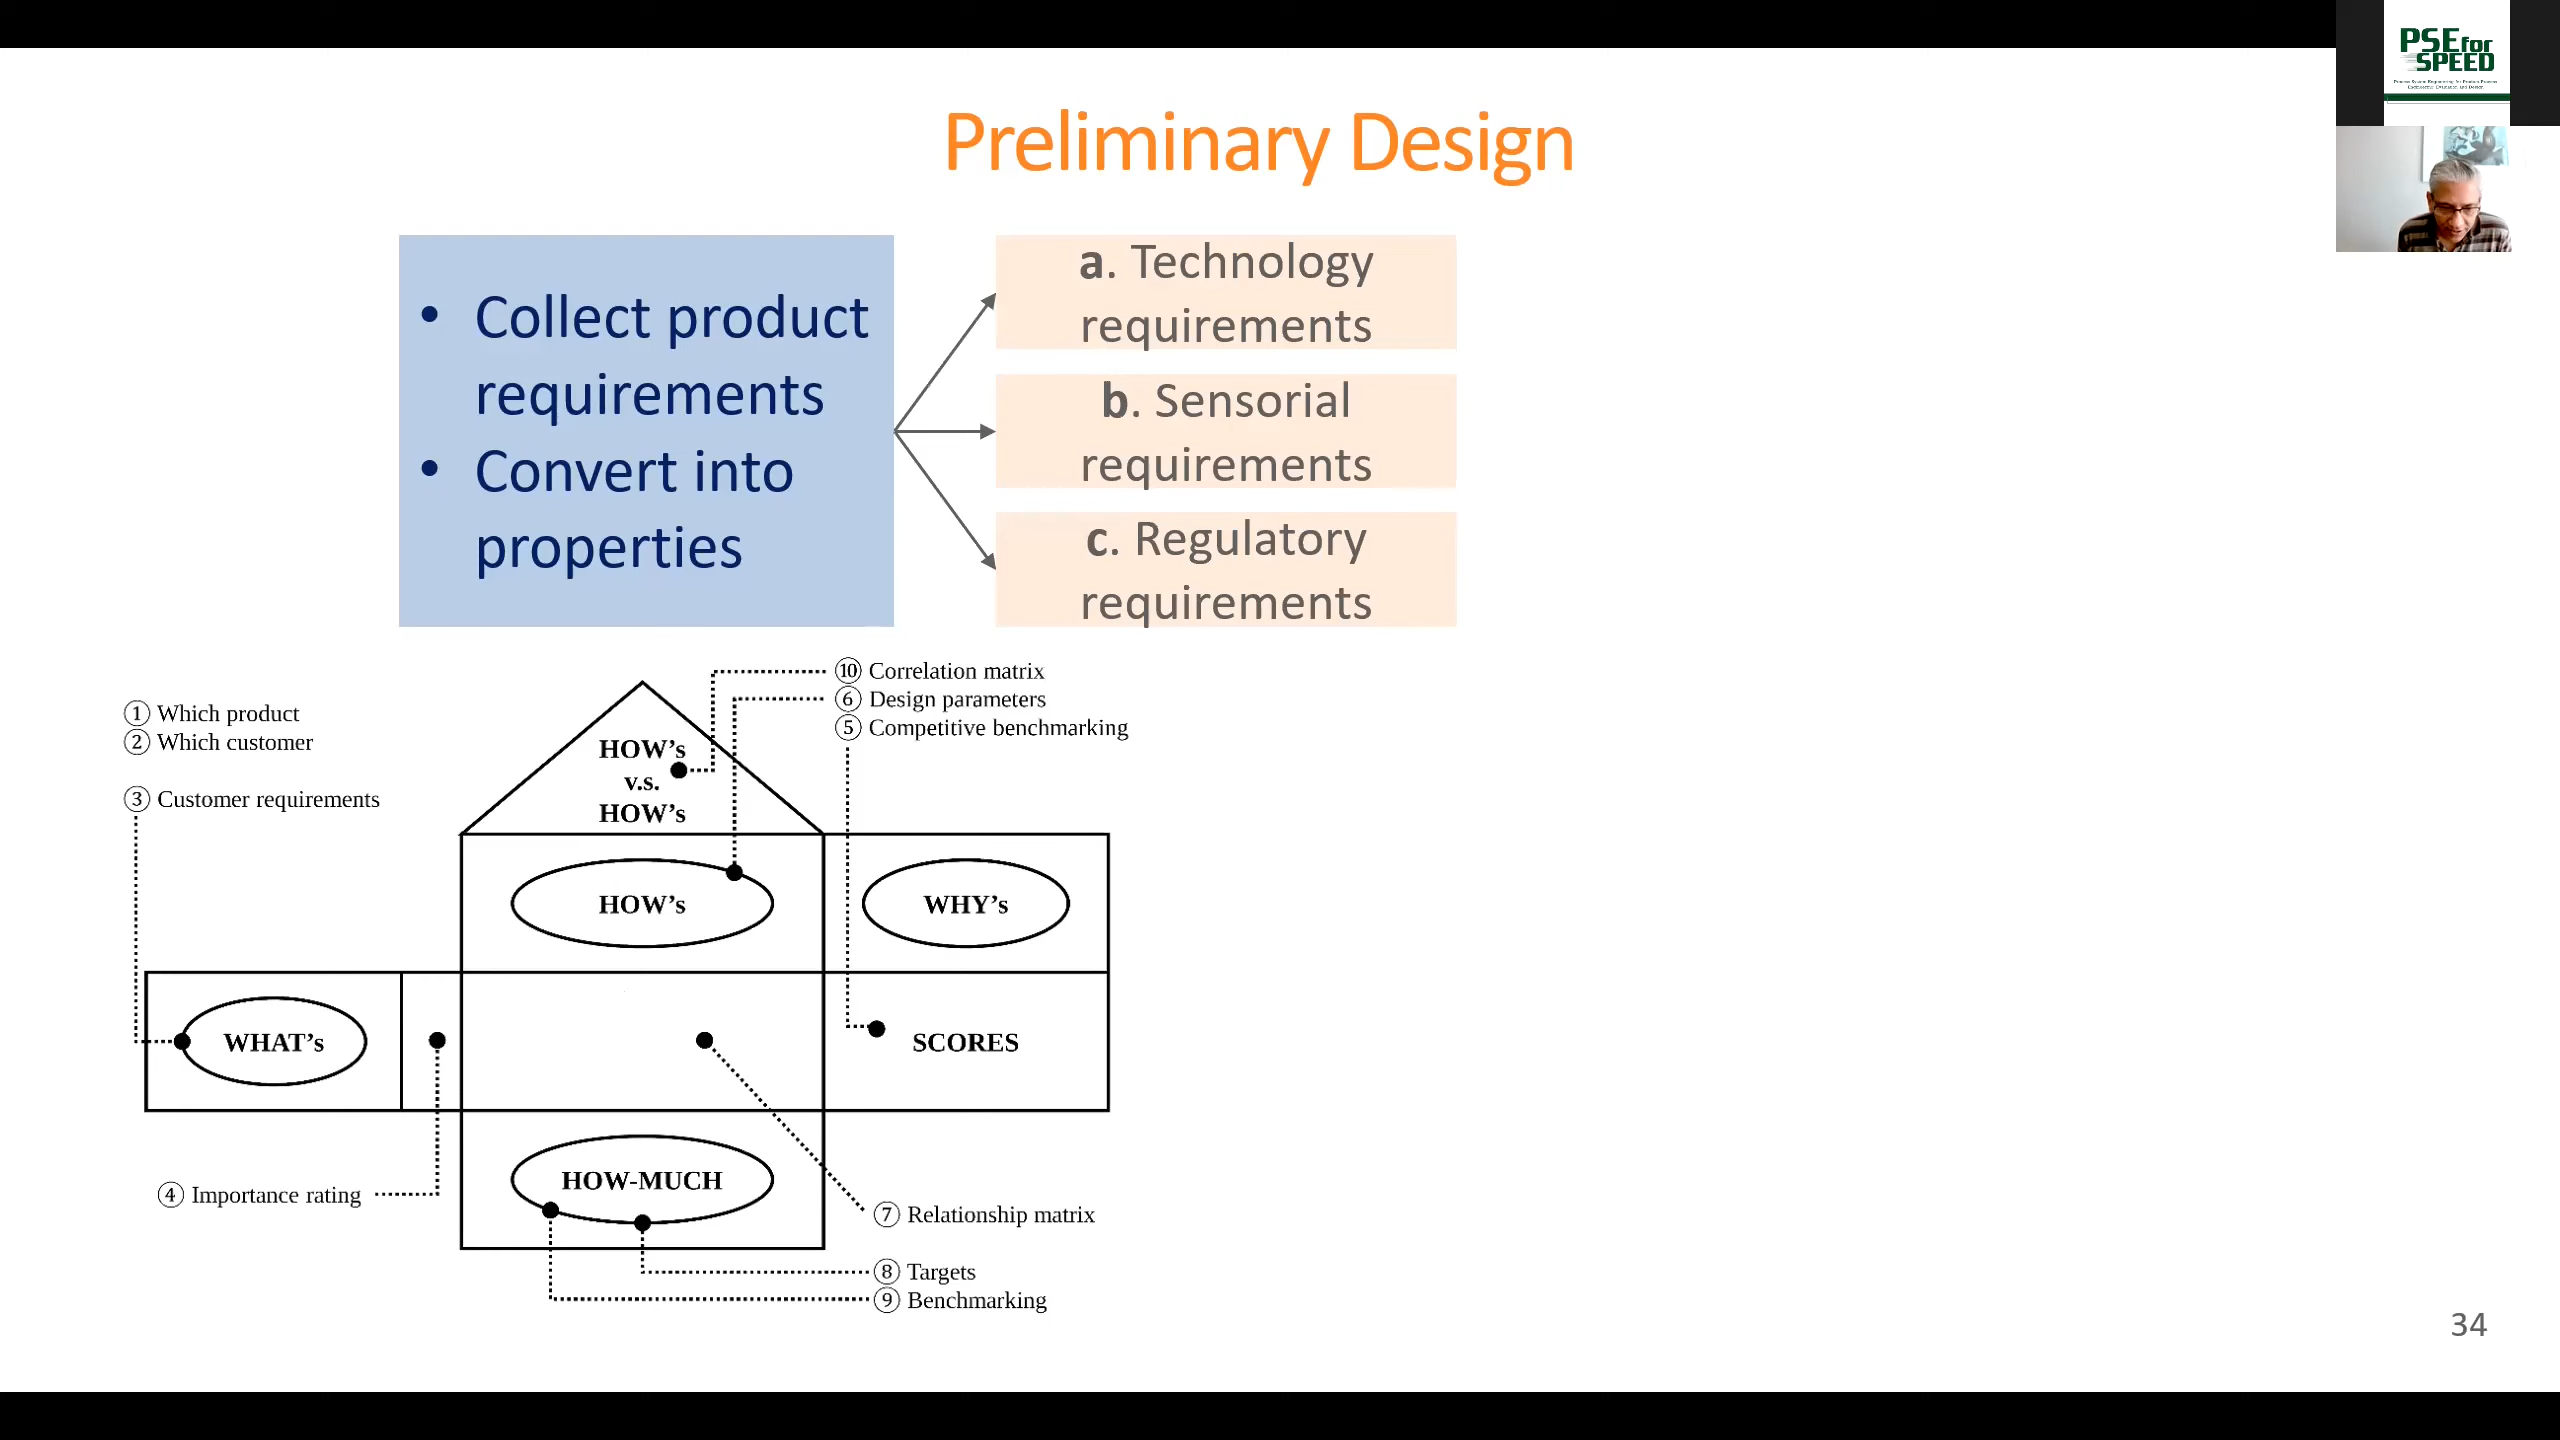 PSE for
SPEED
Preliminary Design
• Collect product
requirements
• Convert into
properties
a. Technology
requirements
b. Sensorial
requirements
c. Regulatory
requirements
① Which product
② Which customer
③ Customer requirements
⑩ Correlation matrix
⑥ Design parameters
⑤ Competitive benchmarking
HOW’s
v.s.
HOW’s
HOW’s
WHY’s
WHAT’s
SCORES
HOW-MUCH
④ Importance rating
⑦ Relationship matrix
⑧ Targets
⑨ Benchmarking
34